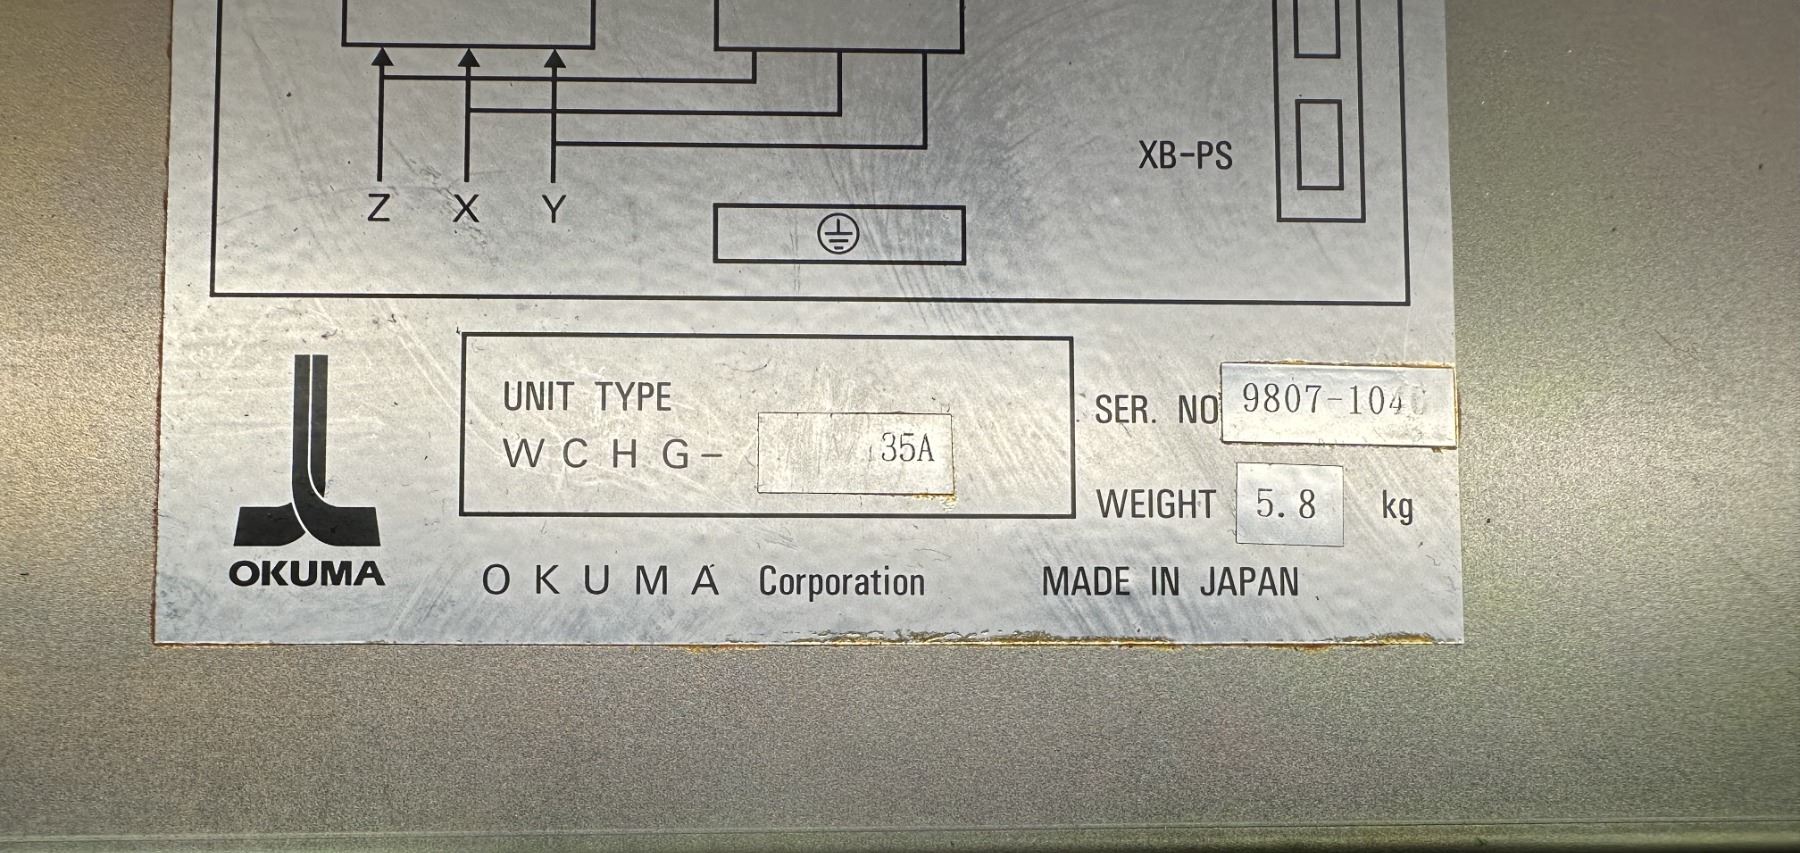 XB-PS
Z X Y
UNIT TYPE
WCHG- 35A
SER. NO
WEIGHT 5.8 kg
OKUMA
OKUMA Corporation
MADE IN JAPAN